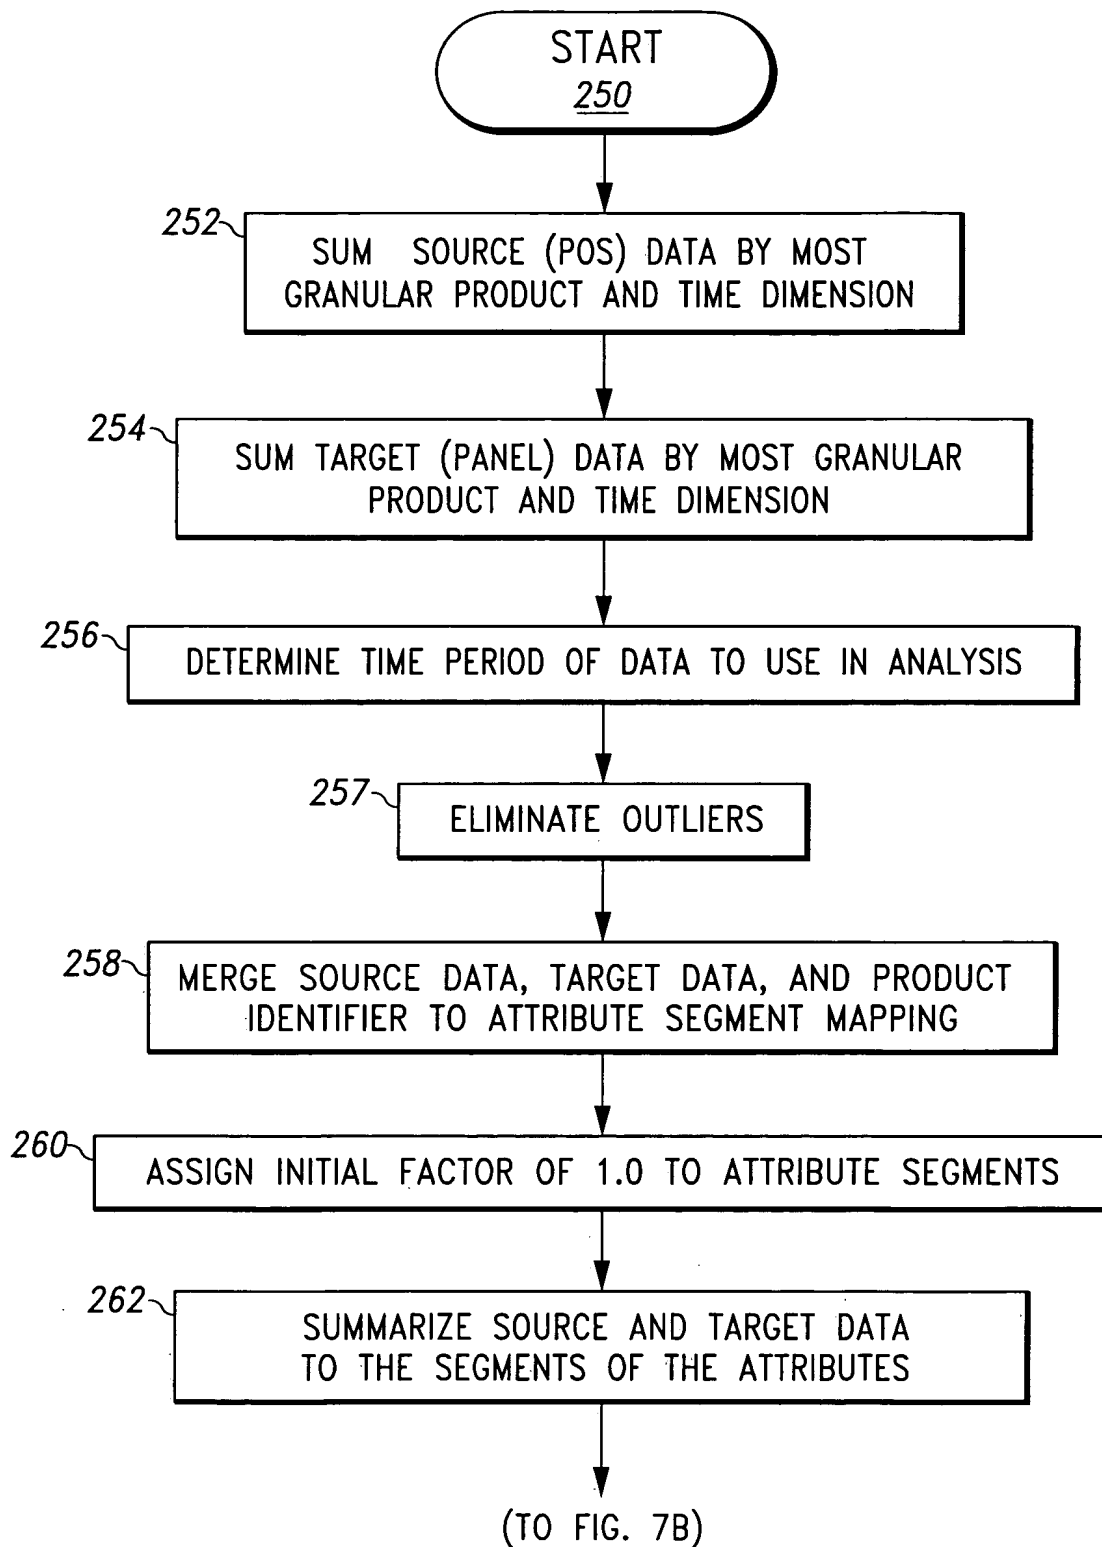 START
250
252
SUM SOURCE (POS) DATA BY MOST
GRANULAR PRODUCT AND TIME DIMENSION
254
SUM TARGET (PANEL) DATA BY MOST GRANULAR
PRODUCT AND TIME DIMENSION
256
DETERMINE TIME PERIOD OF DATA TO USE IN ANALYSIS
257
ELIMINATE OUTLIERS
258
MERGE SOURCE DATA, TARGET DATA, AND PRODUCT
IDENTIFIER TO ATTRIBUTE SEGMENT MAPPING
260
ASSIGN INITIAL FACTOR OF 1.0 TO ATTRIBUTE SEGMENTS
262
SUMMARIZE SOURCE AND TARGET DATA
TO THE SEGMENTS OF THE ATTRIBUTES
(TO FIG. 7B)